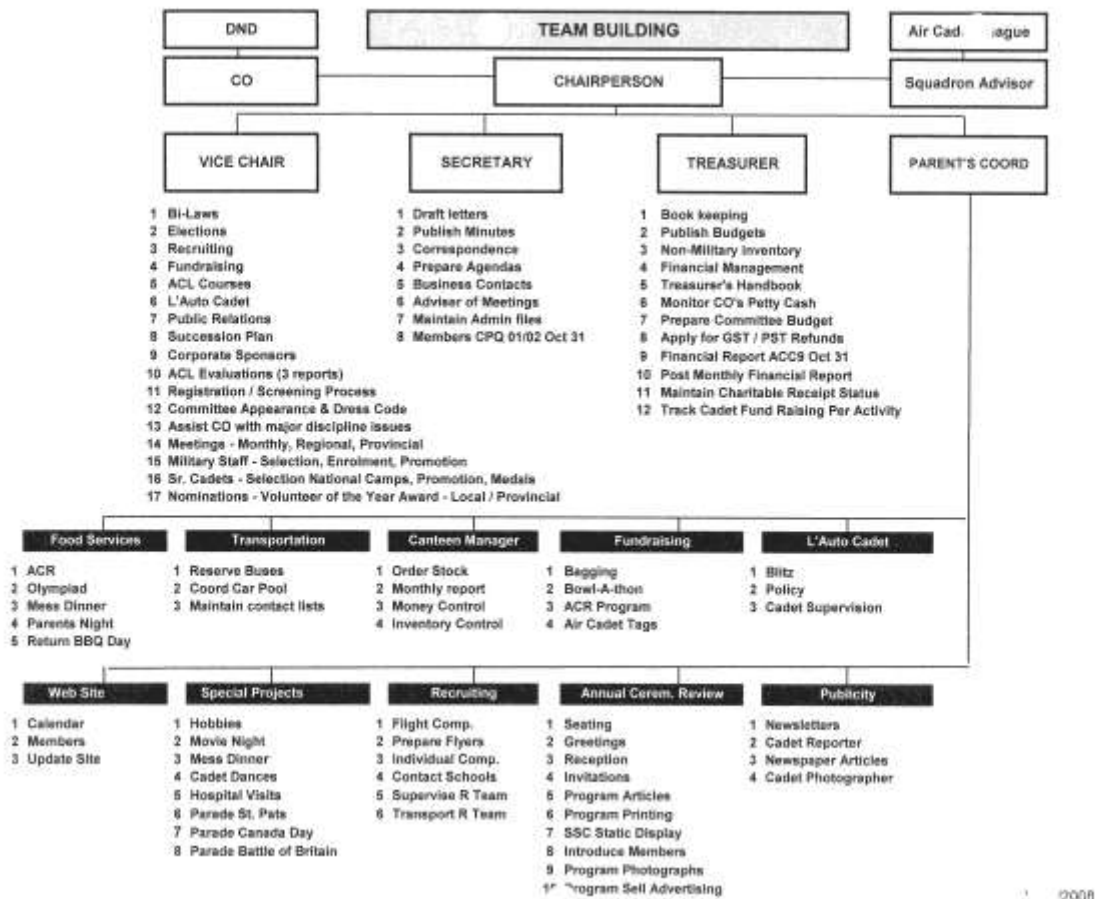 DND
TEAM BUILDING
Air Cad
ague
CO
CHAIRPERSON
Squadron Advisor
VICE CHAIR
SECRETARY
TREASURER
PARENT'S COORD
1 Bi-Laws
2 Elections
3 Recruiting
4 Fundraising
5 ACL Courses
6 L'Auto Cadet
7 Public Relations
8 Succession Plan
9 Corporate Sponsors
10 ACL Evaluations (3 reports)
11 Registration / Screening Process
12 Committee Appearance & Dress Code
13 Assist CO with major discipline issues
14 Meetings - Monthly, Regional, Provincial
15 Military Staff - Selection, Enrolment, Promotion
16 Sr. Cadets - Selection National Camps, Promotion, Medals
17 Nominations - Volunteer of the Year Award - Local / Provincial
1 Draft letters
2 Publish Minutes
3 Correspondence
4 Prepare Agendas
5 Business Contacts
6 Adviser of Meetings
7 Maintain Admin files
8 Members CPQ 01/02 Oct 31
1 Book keeping
2 Publish Budgets
3 Non-Military Inventory
4 Financial Management
5 Treasurer's Handbook
6 Monitor CO's Petty Cash
7 Prepare Committee Budget
8 Apply for GST / PST Refunds
9 Financial Report ACC9 Oct 31
10 Post Monthly Financial Report
11 Maintain Charitable Receipt Status
12 Track Cadet Fund Raising Per Activity
Food Services
1 ACR
2 Olympiad
3 Mess Dinner
4 Parents Night
5 Return BBQ Day
Transportation
1 Reserve Buses
2 Coord Car Pool
3 Maintain contact lists
Canteen Manager
1 Order Stock
2 Monthly report
3 Money Control
4 Inventory Control
Fundraising
1 Bagging
2 Bowl-A-thon
3 ACR Program
4 Air Cadet Tags
L'Auto Cadet
1 Blitz
2 Policy
3 Cadet Supervision
Web Site
1 Calendar
2 Members
3 Update Site
Special Projects
1 Hobbies
2 Movie Night
3 Mess Dinner
4 Cadet Dances
5 Hospital Visits
6 Parade St. Pats
7 Parade Canada Day
8 Parade Battle of Britain
Recruiting
1 Flight Comp.
2 Prepare Flyers
3 Individual Comp.
4 Contact Schools
5 Supervise R Team
6 Transport R Team
Annual Cerem. Review
1 Seating
2 Greetings
3 Reception
4 Invitations
5 Program Articles
6 Program Printing
7 SSC Static Display
8 Introduce Members
9 Program Photographs
Program Sell Advertising
Publicity
1 Newsletters
2 Cadet Reporter
3 Newspaper Articles
4 Cadet Photographer
/2008